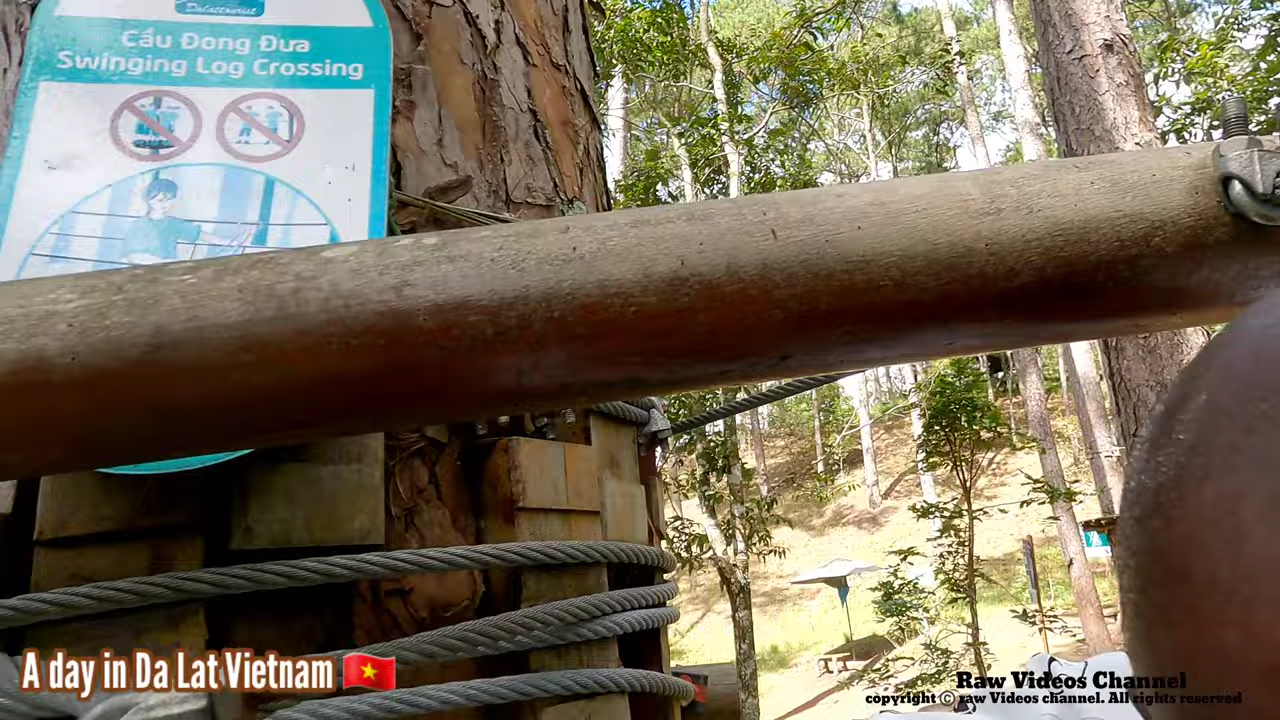 Dalattourist
Cầu Đong Đưa
Swinging Log Crossing
A day in Da Lat Vietnam
Raw Videos Channel
copyright © raw Videos channel. All rights reserved